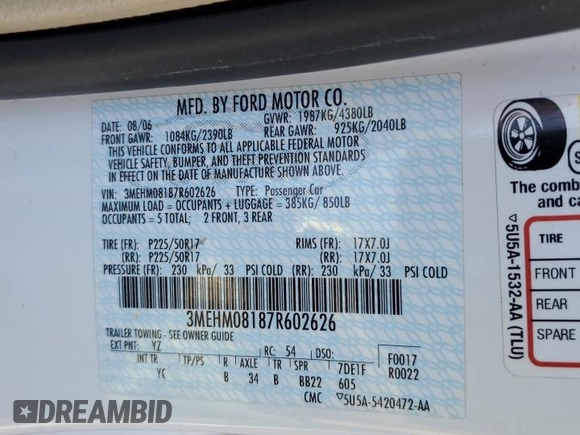 MFD. BY FORD MOTOR CO.
08/06 GVWR: 1987KG/4380LB
FRONT GAWR: 1084KG/2390LB REAR GAWR: 925KG/2040LB
THIS VEHICLE CONFORMS TO ALL APPLICABLE FEDERAL MOTOR
VEHICLE SAFETY, BUMPER, AND THEFT PREVENTION STANDARDS
IN EFFECT ON THE DATE OF MANUFACTURE SHOWN ABOVE.
VIN: 3MEHM08187R602626 TYPE: Passenger Car
MAXIMUM LOAD = OCCUPANTS + LUGGAGE = 385KG/ 850LB
OCCUPANTS = 5 TOTAL; 2 FRONT, 3 REAR
TIRE (FR): P225/50R17 RIMS (FR): 17X7.0J
(RR): P225/50R17 (RR): 17X7.0J
PRESSURE (FR): 230 kPa/ 33 PSI COLD (RR): 230 kPa/ 33 PSI COLD
3MEHM08187R602626
TRAILER TOWING - SEE OWNER GUIDE
EXT PNT: YZ RC: 54 DSO: F0017
INT TR TP/PS R AXLE TR SPR 7DE1F R0022
YC B 34 B BB22 605
CMC ▽5U5A-5420472-AA
The comb
and ca
▽5U5A-1532-AA (TLU)
TIRE
FRONT
REAR
SPARE
DREAMBID
DREAMBID